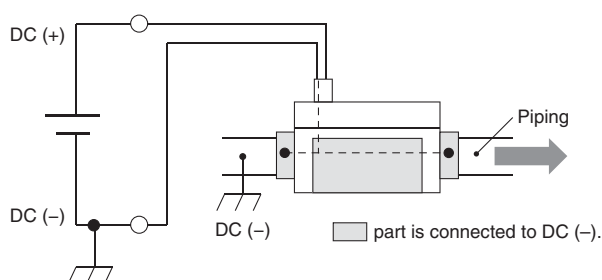 DC (+)
Piping
DC (–)
DC (–)
part is connected to DC (–).